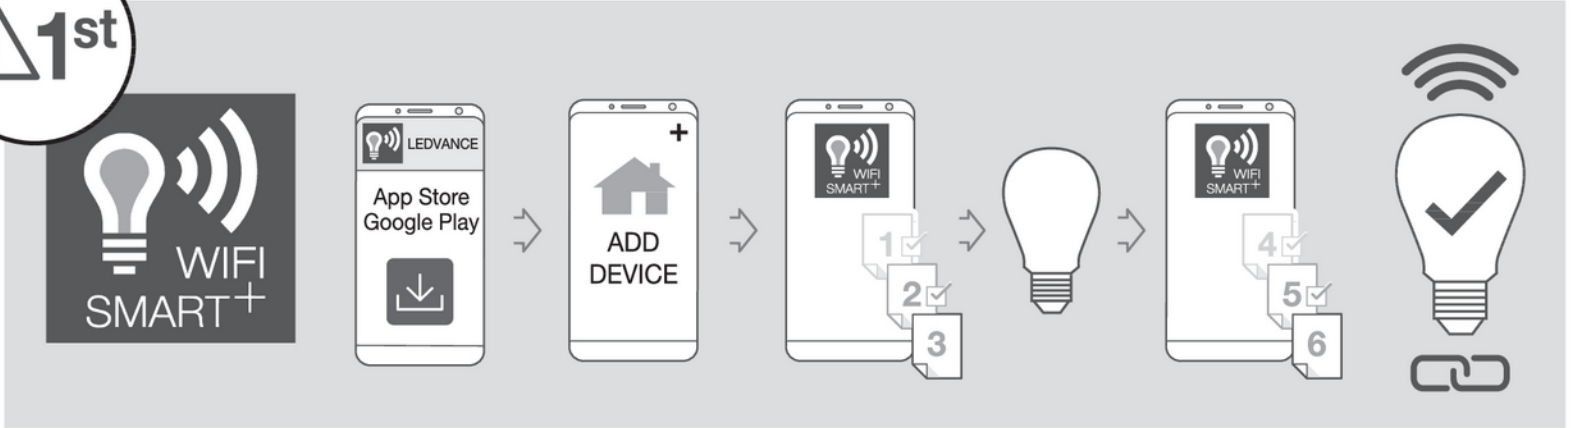 1st
WIFI
SMART+
LEDVANCE
App Store
Google Play
+
ADD
DEVICE
WIFI
SMART+
1
2
3
WIFI
SMART+
4
5
6